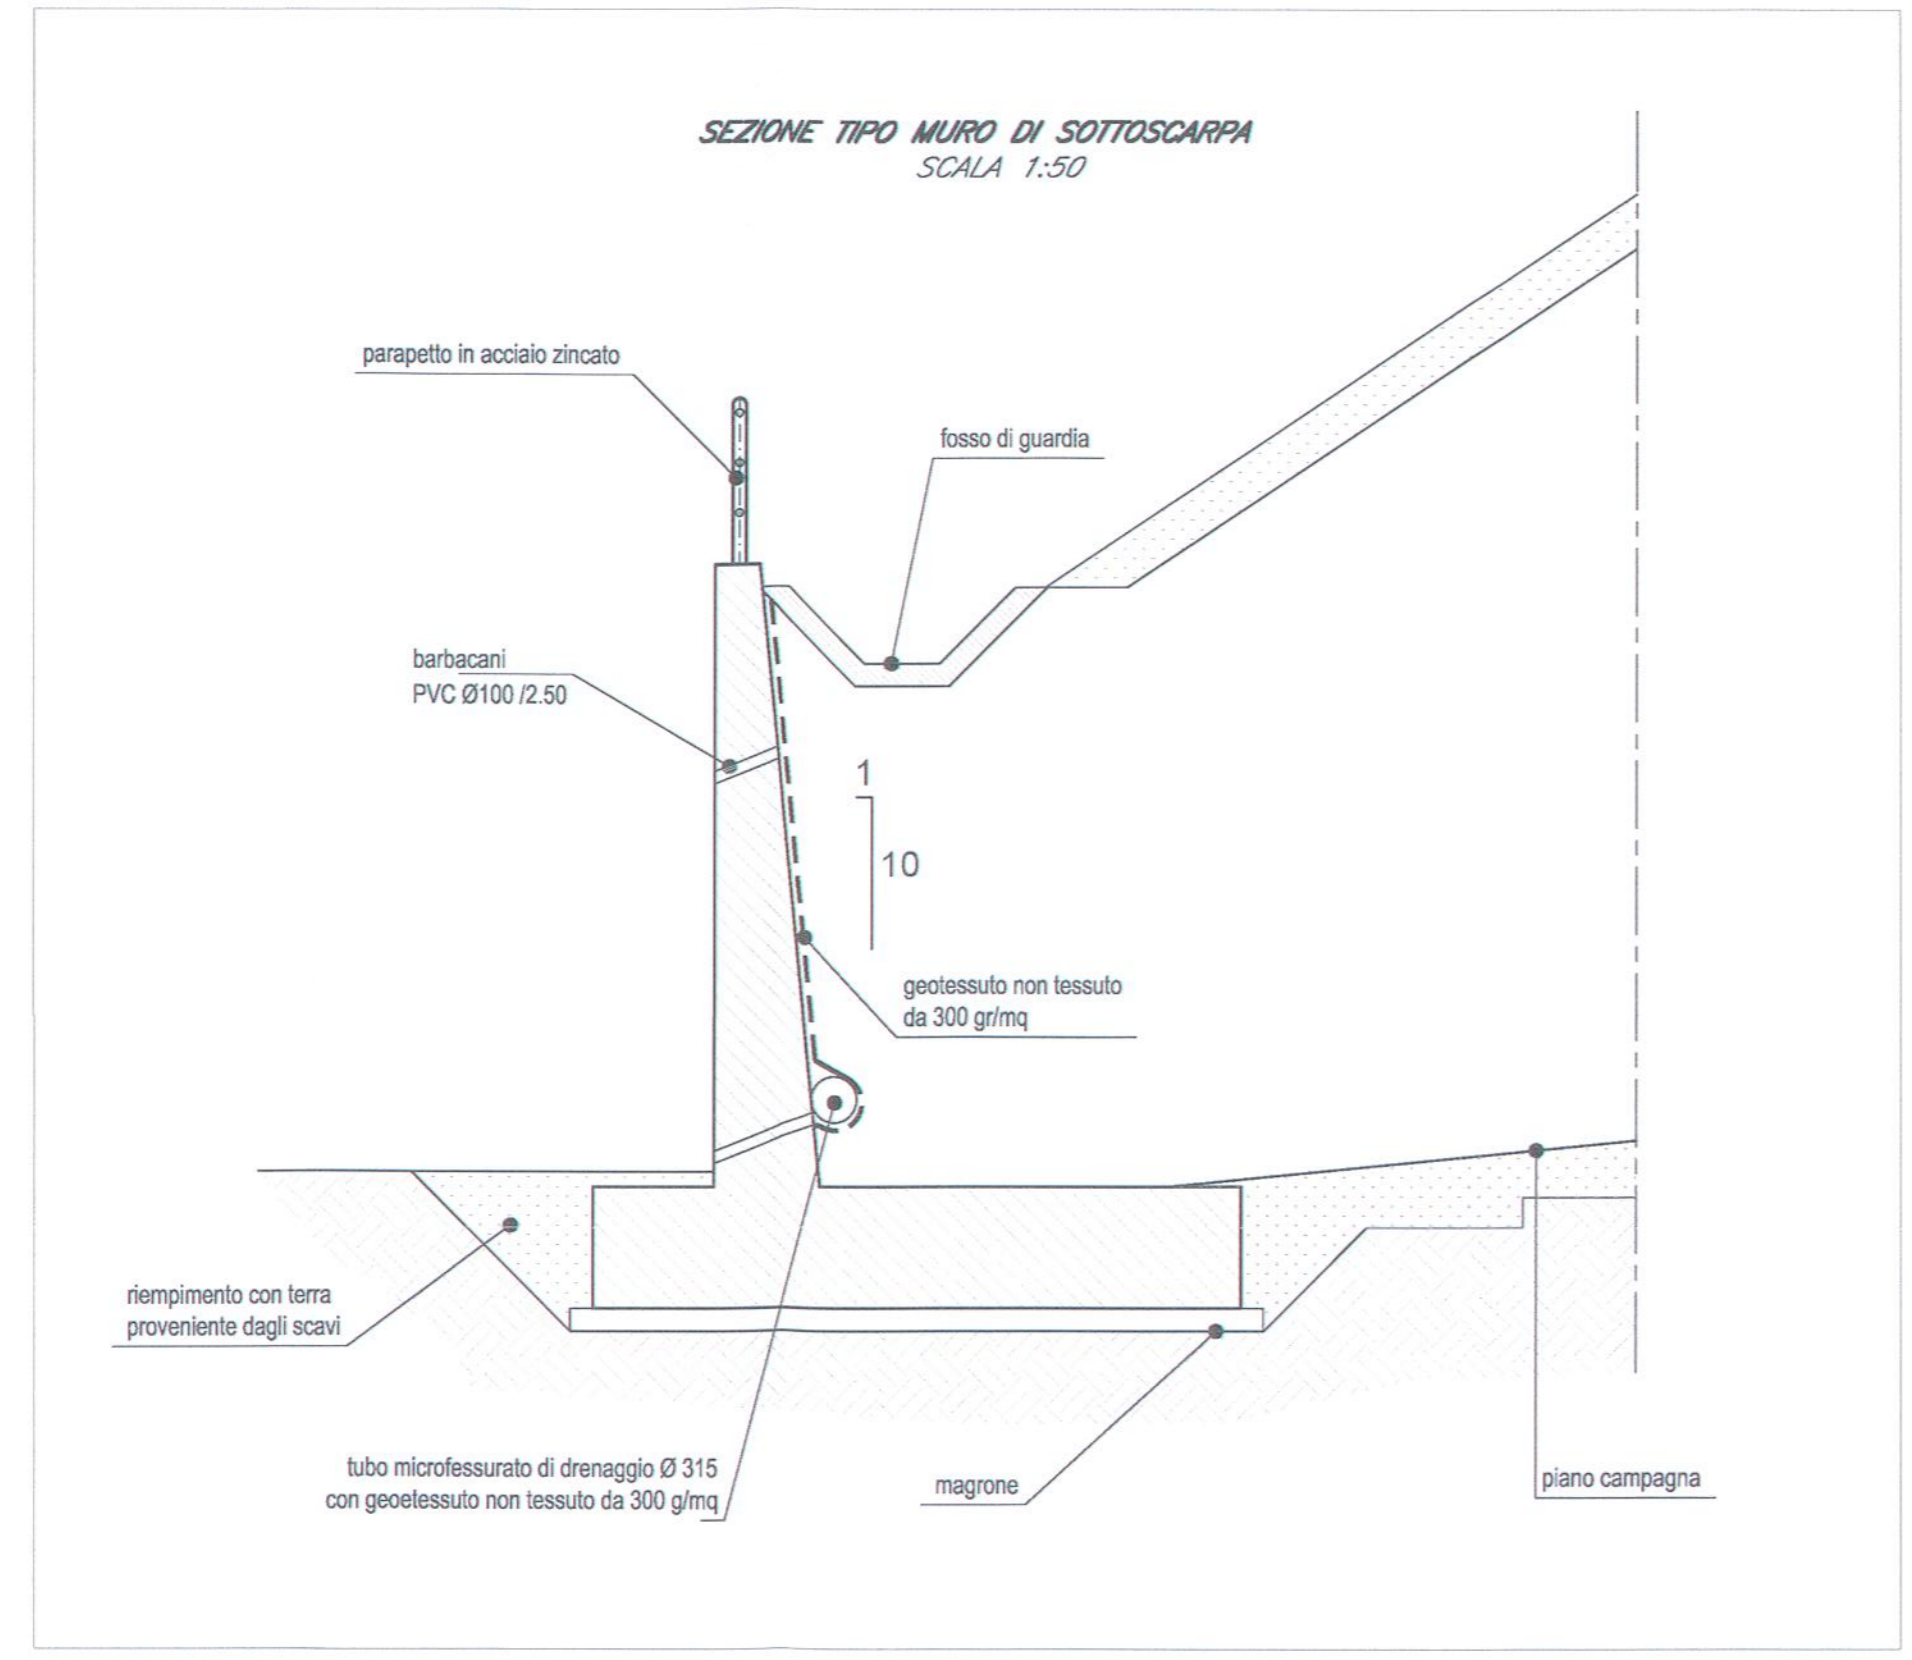 SEZIONE TIPO MURO DI SOTTOSCARPA
SCALA 1:50
parapetto in acciaio zincato
fosso di guardia
barbacani
PVC Ø100 /2.50
1
10
geotessuto non tessuto
da 300 gr/mq
riempimento con terra
proveniente dagli scavi
tubo microfessurato di drenaggio Ø 315
con geoetessuto non tessuto da 300 g/mq
magrone
piano campagna